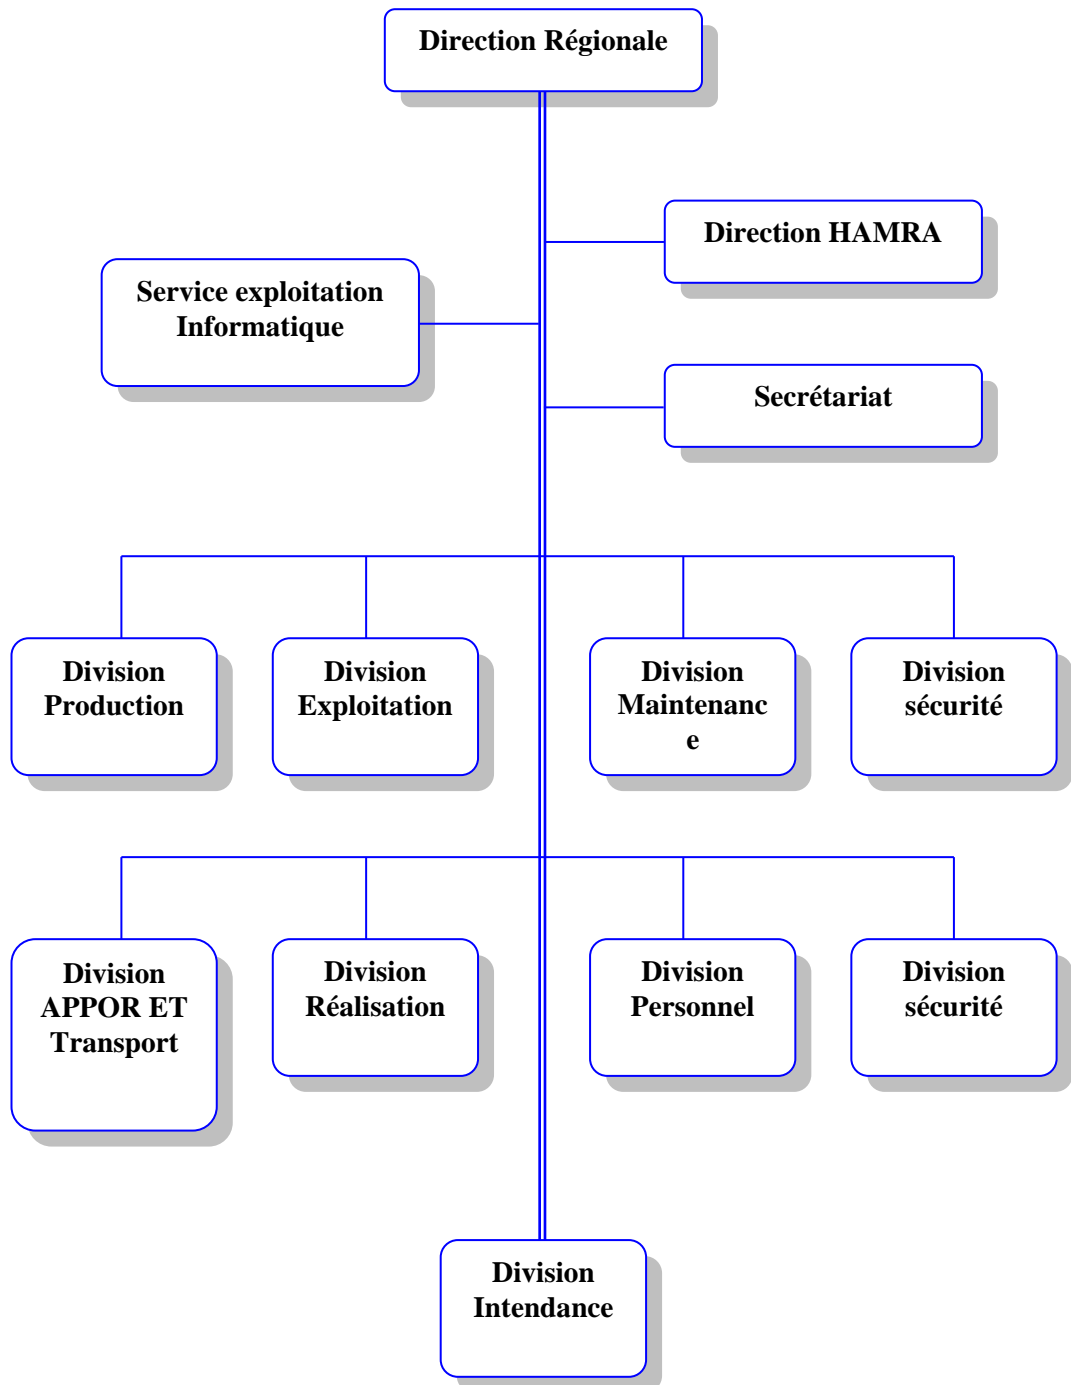 Direction Régionale
Direction HAMRA
Service exploitation
Informatique
Secrétariat
Division
Production
Division
Exploitation
Division
Maintenanc
e
Division
sécurité
Division
APPOR ET
Transport
Division
Réalisation
Division
Personnel
Division
sécurité
Division
Intendance